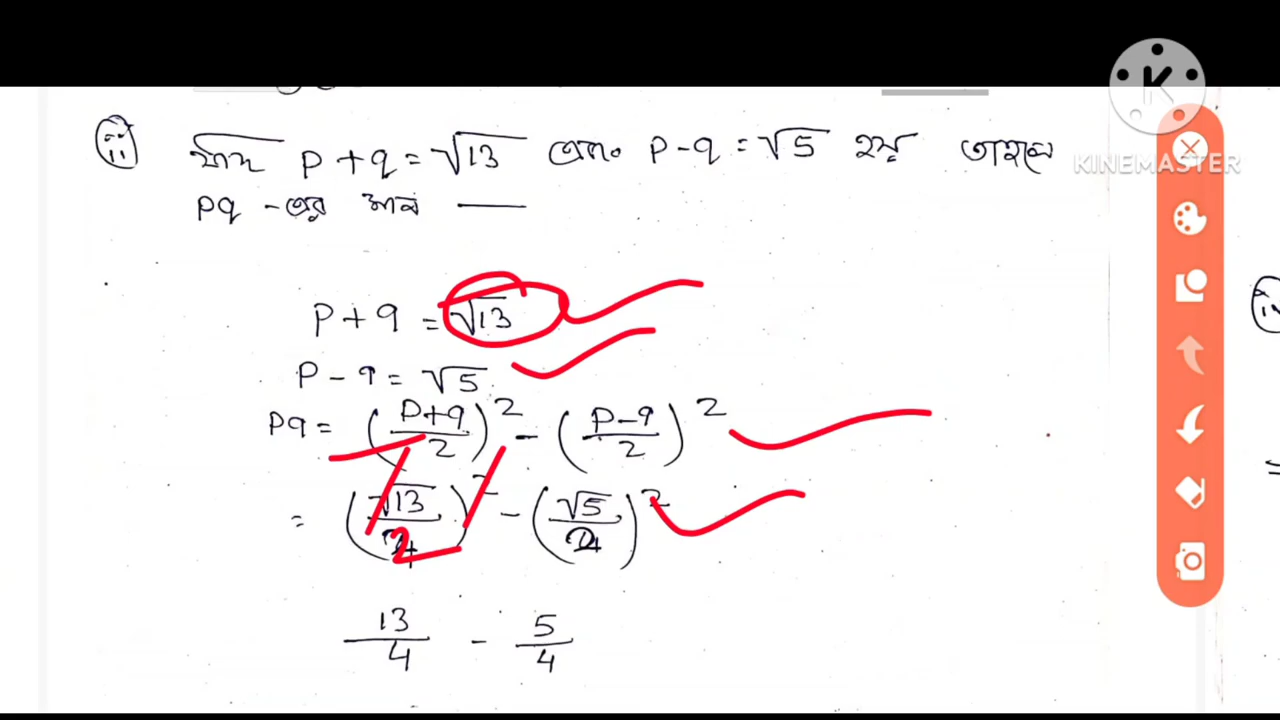 (ii) যদি p + q = √13 এবং p - q = √5 হয় তাহলে
pq -এর মান ——
KINEMASTER
p + q = √13
p - q = √5
pq = (p+q/2)² - (p-q/2)²
= (√13/2)² - (√5/2)²
13/4 - 5/4